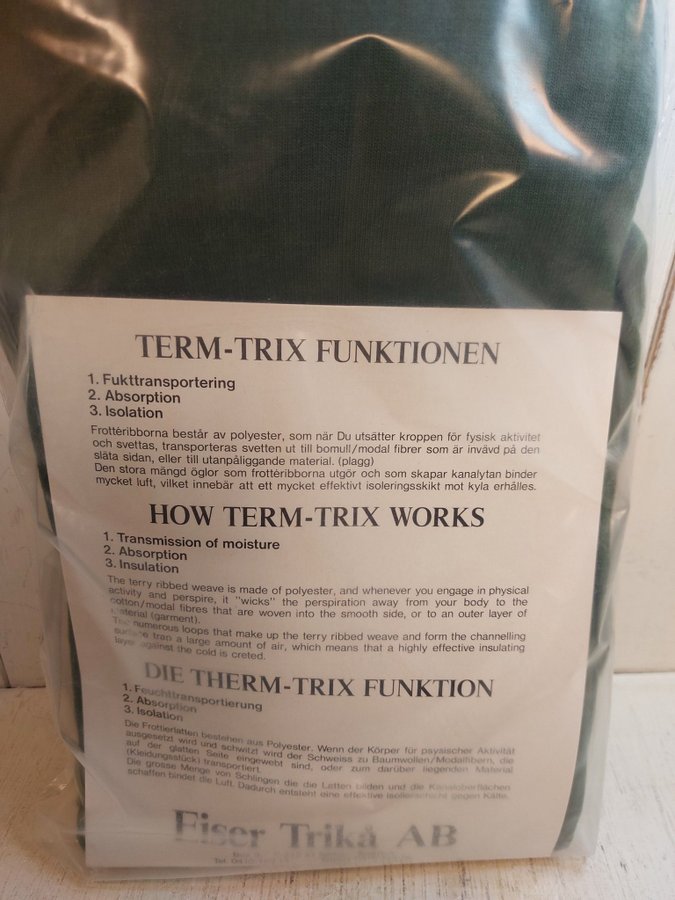 TERM-TRIX FUNKTIONEN
1. Fukttransportering
2. Absorption
3. Isolation
Frottéribborna består av polyester, som när Du utsätter kroppen för fysisk aktivitet
och svettas, transporteras svetten ut till bomull/modal fibrer som är invävd på den
släta sidan, eller till utanpåliggande material. (plagg)
Den stora mängd öglor som frottéribborna utgör och som skapar kanalytan binder
mycket luft, vilket innebär att ett mycket effektivt isoleringsskikt mot kyla erhålles.
HOW TERM-TRIX WORKS
1. Transmission of moisture
2. Absorption
3. Insulation
The terry ribbed weave is made of polyester, and whenever you engage in physical
activity and perspire, it "wicks" the perspiration away from your body to the
cotton/modal fibres that are woven into the smooth side, or to an outer layer of
material (garment).
The numerous loops that make up the terry ribbed weave and form the channelling
surface trap a large amount of air, which means that a highly effective insulating
layer against the cold is creted.
DIE THERM-TRIX FUNKTION
1. Feuchttransportierung
2. Absorption
3. Isolation
Die Frottierlatten bestehen aus Polyester. Wenn der Körper für psysischer Aktivität
ausgesetzt wird und schwitzt wird der Schweiss zu Baumwollen/Modalfibern, die
auf der glatten Seite eingewebt sind, oder zum darüber liegenden Material
(Kleidungsstück) transportiert.
Die grosse Menge von Schlingen die die Latten bilden und die Kanaloberflächen
schaffen bindet die Luft. Dadurch entsteht eine effektive isolierschicht gegen Kälte.
Eiser Trikå AB
Tel.